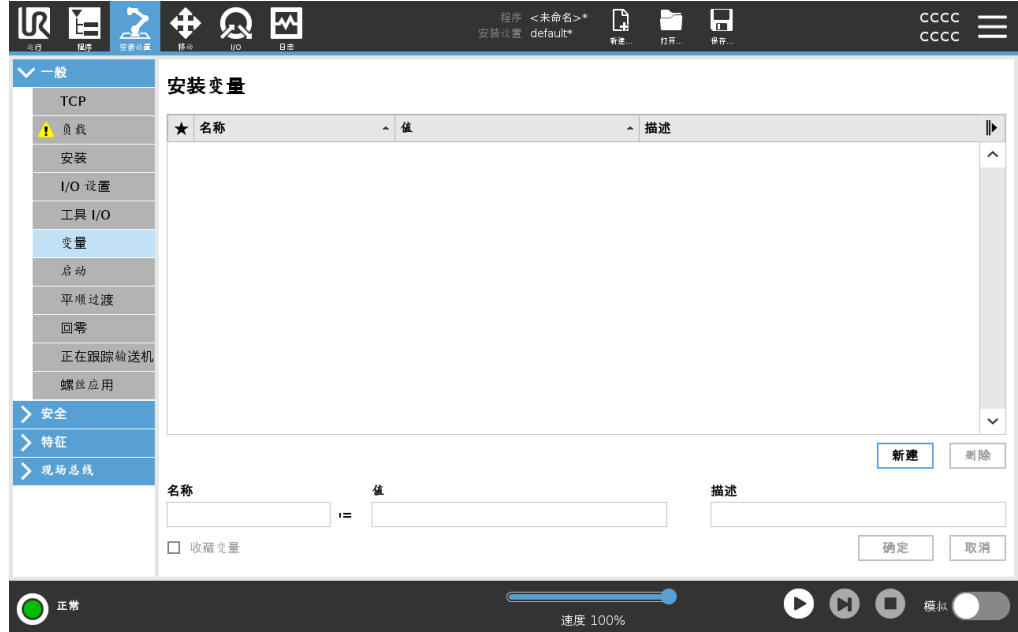 UR
运行
程序
安装设置
移动
I/O
日志
程序 <未命名>*
安装设置 default*
新建...
打开...
保存...
CCCC
CCCC
一般
TCP
负载
安装
I/O 设置
工具 I/O
变量
启动
平顺过渡
回零
正在跟踪输送机
螺丝应用
安全
特征
现场总线
安装变量
★ 名称 值 描述
新建 删除
名称 值 描述
:=
收藏变量
确定 取消
正常
速度 100%
模拟